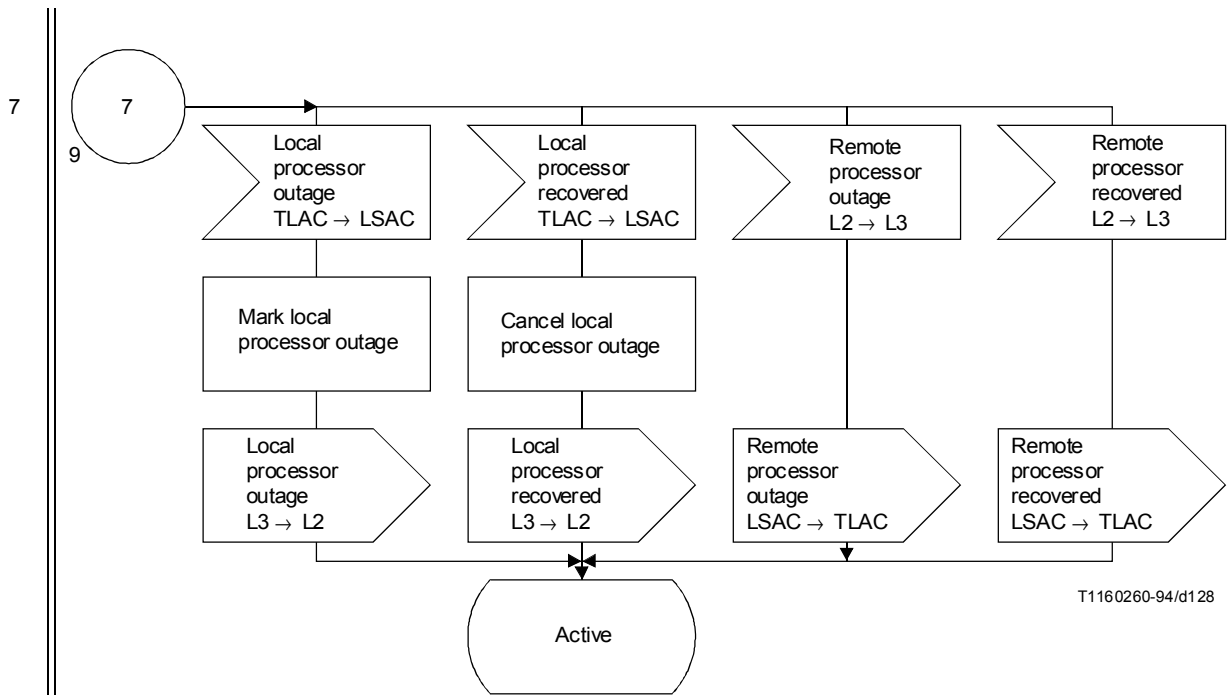 7
7
9
Local
processor
outage
TLAC → LSAC
Local
processor
recovered
TLAC → LSAC
Remote
processor
outage
L2 → L3
Remote
processor
recovered
L2 → L3
Mark local
processor outage
Cancel local
processor outage
Local
processor
outage
L3 → L2
Local
processor
recovered
L3 → L2
Remote
processor
outage
LSAC → TLAC
Remote
processor
recovered
LSAC → TLAC
T1160260-94/d128
Active